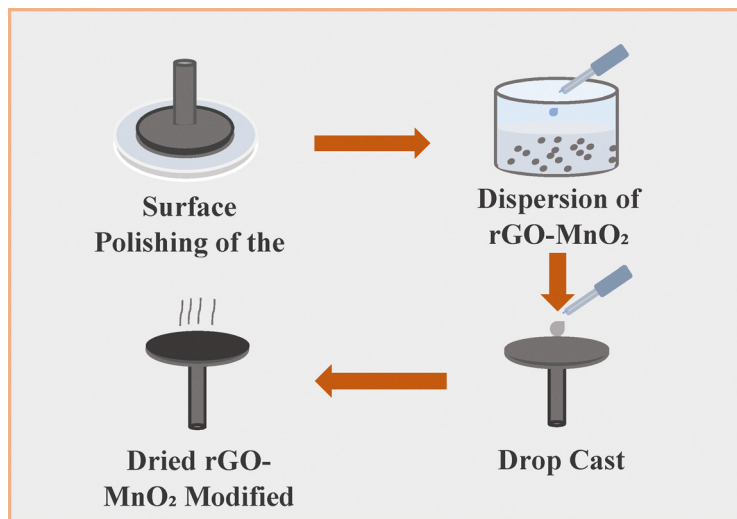 Surface
Polishing of the
Dispersion of
rGO-MnO₂
Drop Cast
Dried rGO-
MnO₂ Modified